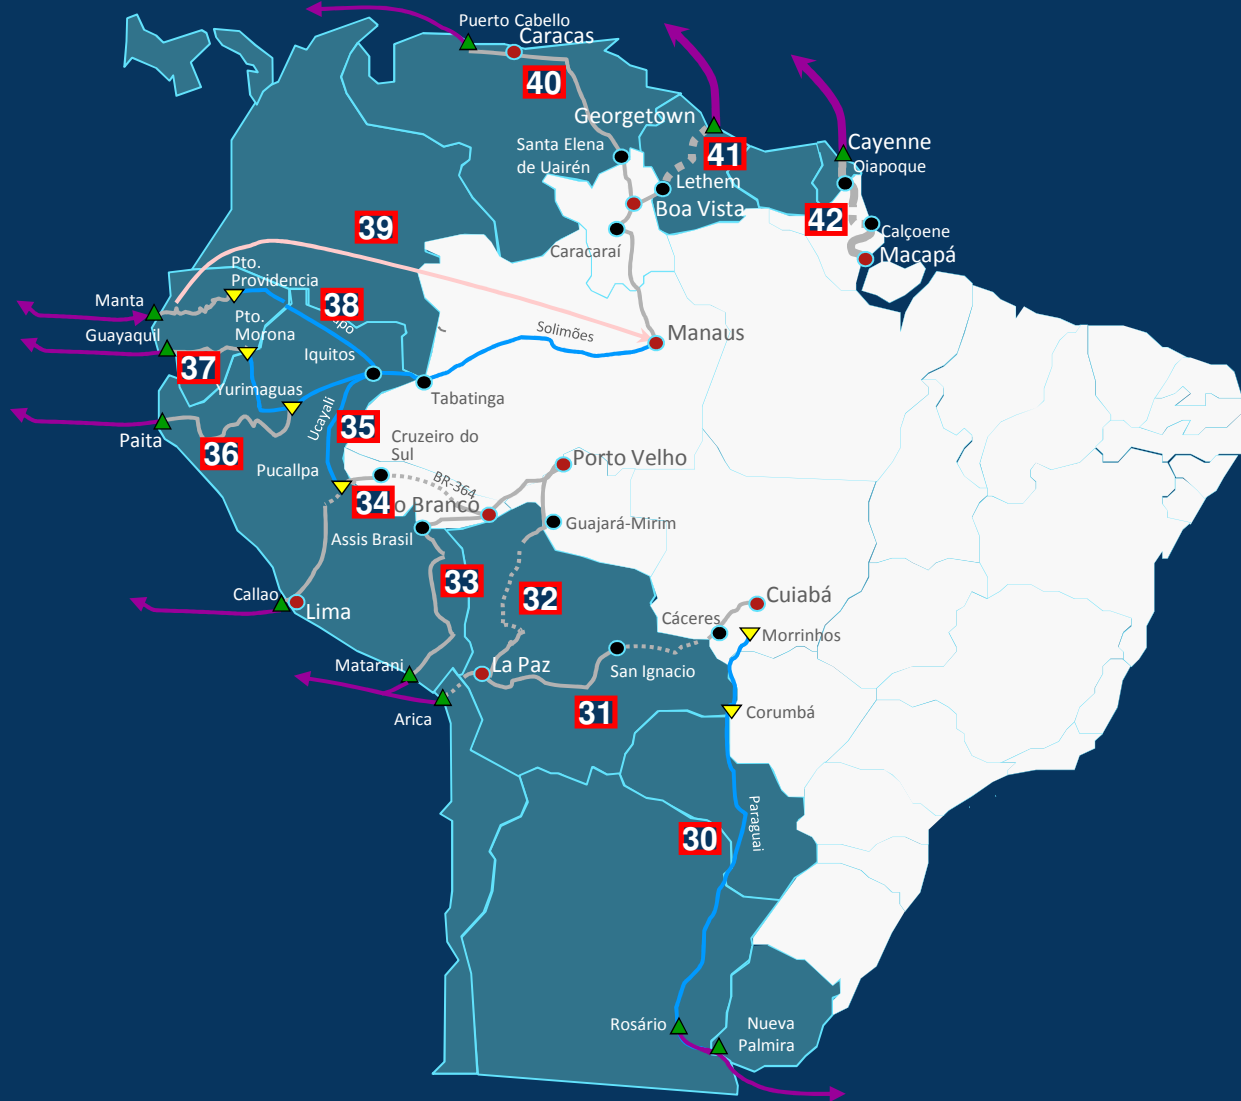 Puerto Cabello
Caracas
40
Georgetown
Santa Elena
de Uairén
41
Cayenne
Oiapoque
Lethem
Boa Vista
42
Calçoene
Macapá
39
Caracaraí
Pto.
Providencia
Manta
38
Guayaquil
Pto.
Morona
Solimões
Manaus
Iquitos
37
Yurimaguas
Tabatinga
Ucayali
35
Paita
36
Cruzeiro do
Sul
Pucallpa
BR-364
Porto Velho
34
o Branco
Guajará-Mirim
Assis Brasil
33
32
Callao
Lima
Cuiabá
Cáceres
Morrinhos
Matarani
La Paz
San Ignacio
Arica
31
Corumbá
Paraguai
30
Rosário
Nueva
Palmira